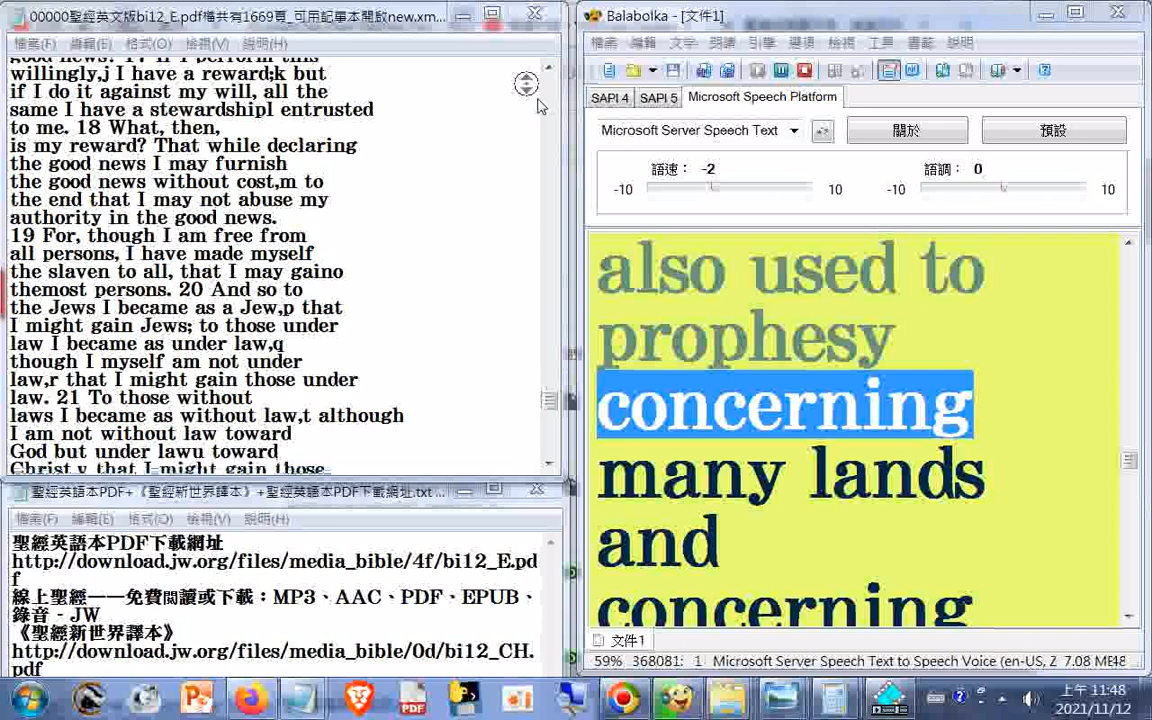 00000聖經英文版bi12_E.pdf檔共有1669頁_可用記事本開啟new.xm...
檔案(F) 編輯(E) 格式(O) 檢視(V) 說明(H)
good news! 17 If I perform this
willingly,j I have a reward;k but
if I do it against my will, all the
same I have a stewardshipl entrusted
to me. 18 What, then,
is my reward? That while declaring
the good news I may furnish
the good news without cost,m to
the end that I may not abuse my
authority in the good news.
19 For, though I am free from
all persons, I have made myself
the slaven to all, that I may gaino
themost persons. 20 And so to
the Jews I became as a Jew,p that
I might gain Jews; to those under
law I became as under law,q
though I myself am not under
law,r that I might gain those under
law. 21 To those without
laws I became as without law,t although
I am not without law toward
God but under lawu toward
Christ,v that I might gain those
聖經英語本PDF+《聖經新世界譯本》+聖經英語本PDF下載網址.txt ...
檔案(F) 編輯(E) 格式(O) 檢視(V) 說明(H)
聖經英語本PDF下載網址
http://download.jw.org/files/media_bible/4f/bi12_E.pd
f
線上聖經——免費閱讀或下載：MP3、AAC、PDF、EPUB、
錄音 - JW
《聖經新世界譯本》
http://download.jw.org/files/media_bible/0d/bi12_CH.
pdf
Balabolka - [文件1]
檔案 編輯 文字 朗讀 引擎 選項 檢視 工具 書籤 說明
SAPI 4 SAPI 5 Microsoft Speech Platform
Microsoft Server Speech Text 關於 預設
語速： -2 語調： 0
-10 10 -10 10
also used to
prophesy
concerning
many lands
and
concerning
文件1
59% 368081: 1 Microsoft Server Speech Text to Speech Voice (en-US, Z 7.08 ME48
上午 11:48
2021/11/12